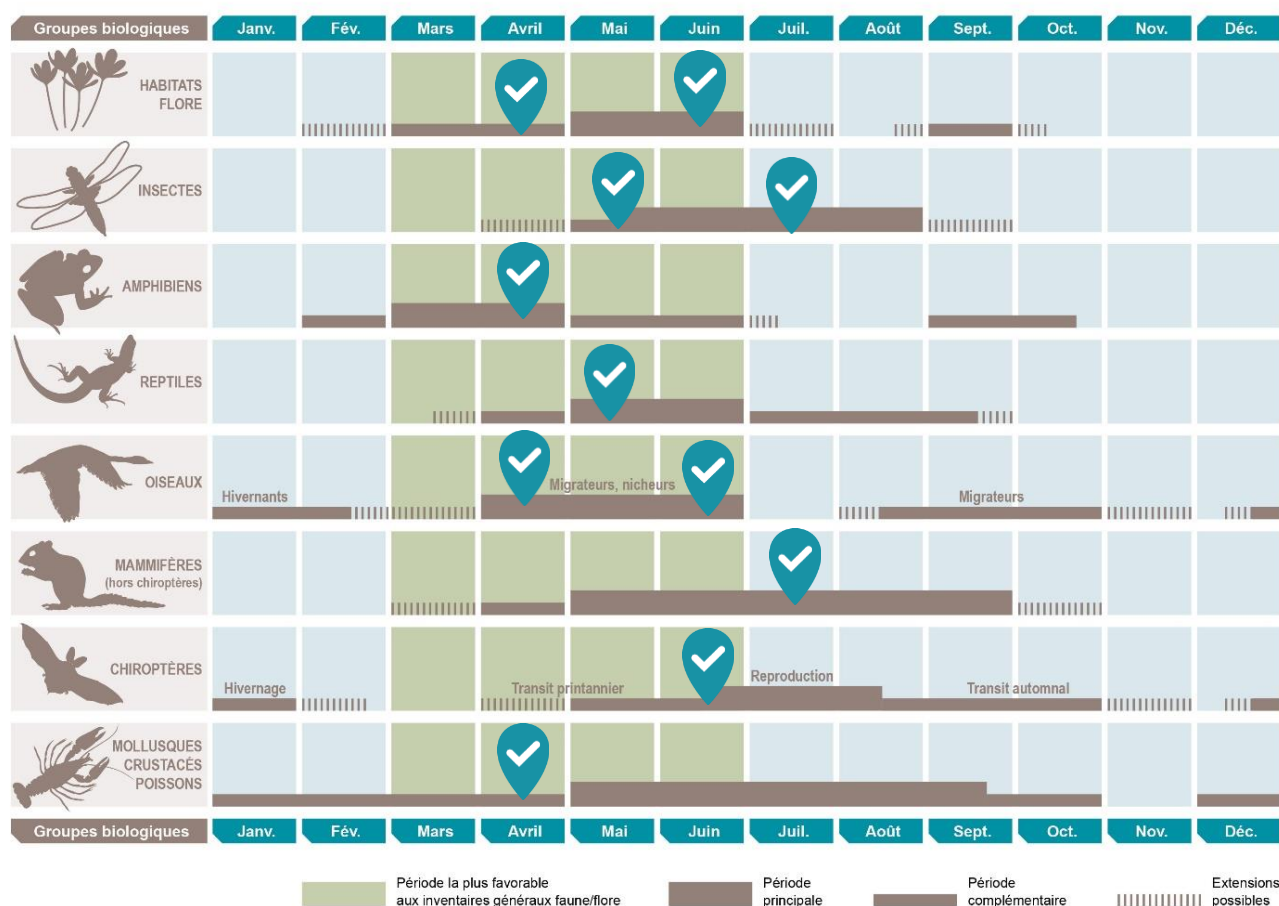 Groupes biologiques Janv. Fév. Mars Avril Mai Juin Juil. Août Sept. Oct. Nov. Déc.
HABITATS
FLORE
INSECTES
AMPHIBIENS
REPTILES
OISEAUX
Hivernants
Migrateurs, nicheurs
Migrateurs
MAMMIFÈRES
(hors chiroptères)
CHIROPTÈRES
Hivernage
Transit printannier
Reproduction
Transit automnal
MOLLUSQUES
CRUSTACÉS
POISSONS
Groupes biologiques Janv. Fév. Mars Avril Mai Juin Juil. Août Sept. Oct. Nov. Déc.
Période la plus favorable
aux inventaires généraux faune/flore
Période
principale
Période
complémentaire
Extensions
possibles